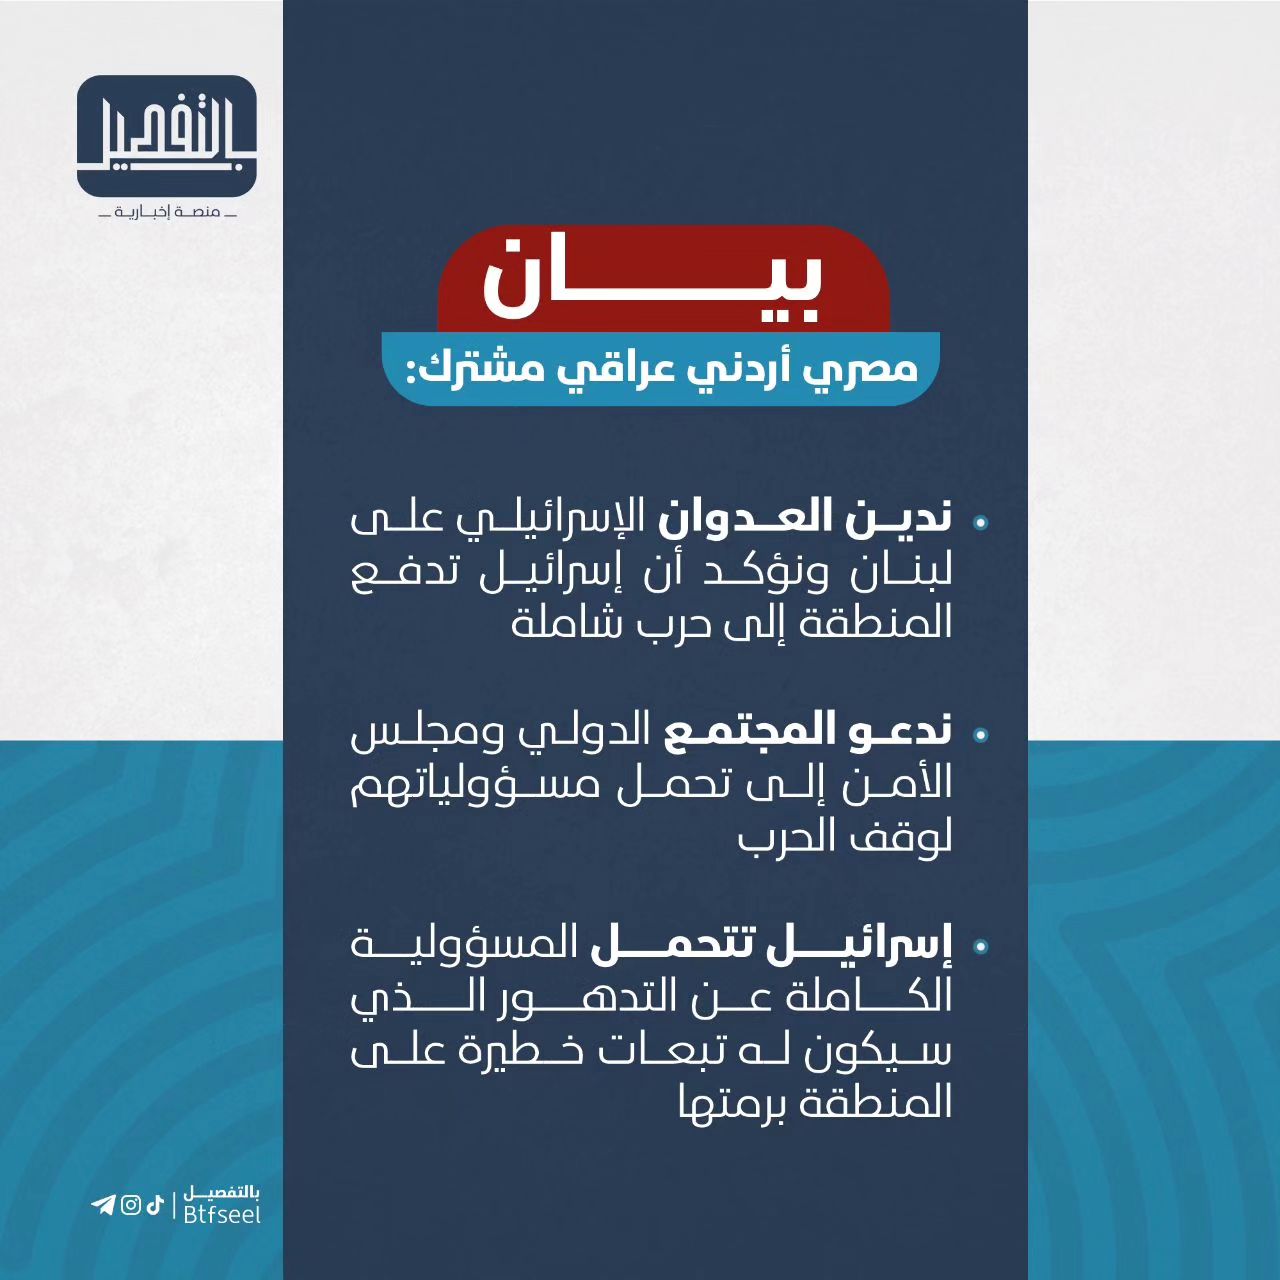 بالتفصيل
منصة إخبارية
بيان
مصري أردني عراقي مشترك:
ندين العدوان الإسرائيلي على
لبنان ونؤكد أن إسرائيل تدفع
المنطقة إلى حرب شاملة
ندعو المجتمع الدولي ومجلس
الأمن إلى تحمل مسؤولياتهم
لوقف الحرب
إسرائيل تتحمل المسؤولية
الكاملة عن التدهور الذي
سيكون له تبعات خطيرة على
المنطقة برمتها
بالتفصيل
Btfseel